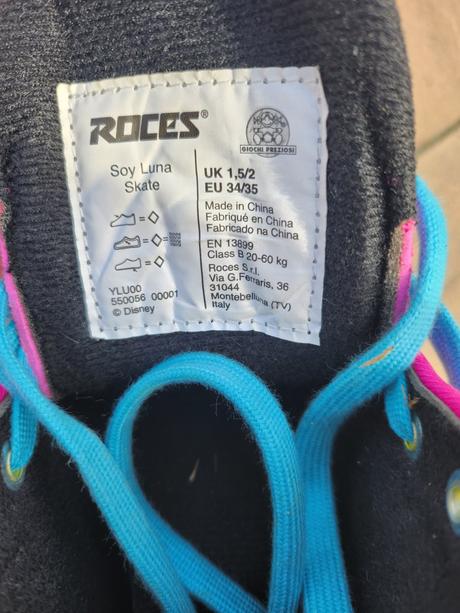 ROCES®
GIOCHI PREZIOSI
Soy Luna
Skate
YLU00
550056 00001
© Disney
UK 1,5/2
EU 34/35
Made in China
Fabriqué en China
Fabricado na China
EN 13899
Class B 20-60 kg
Roces S.r.l.
Via G.Ferraris, 36
31044
Montebelluna (TV)
Italy